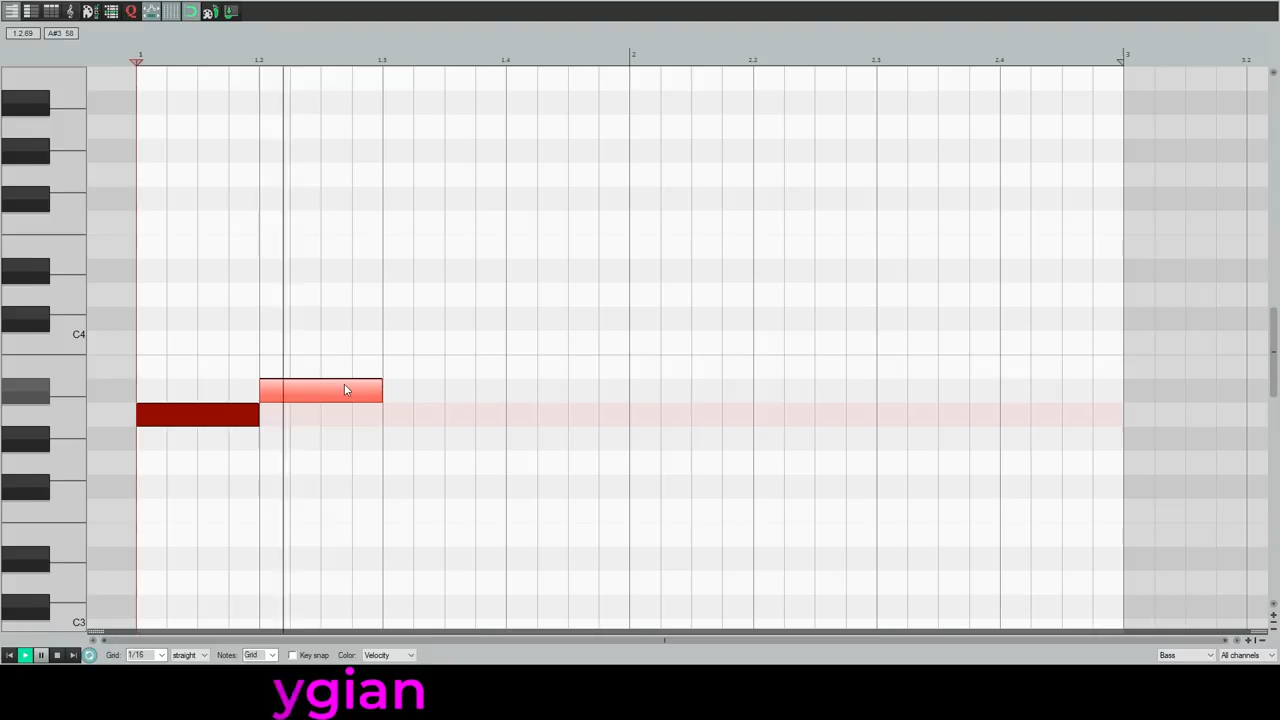 Q
1.2.69 A#3 58
1 1.2 1.3 1.4 2 2.2 2.3 2.4 3 3.2
C4
C3
Grid: 1/16 straight Notes: Grid Key snap Color: Velocity Bass All channels
ygian